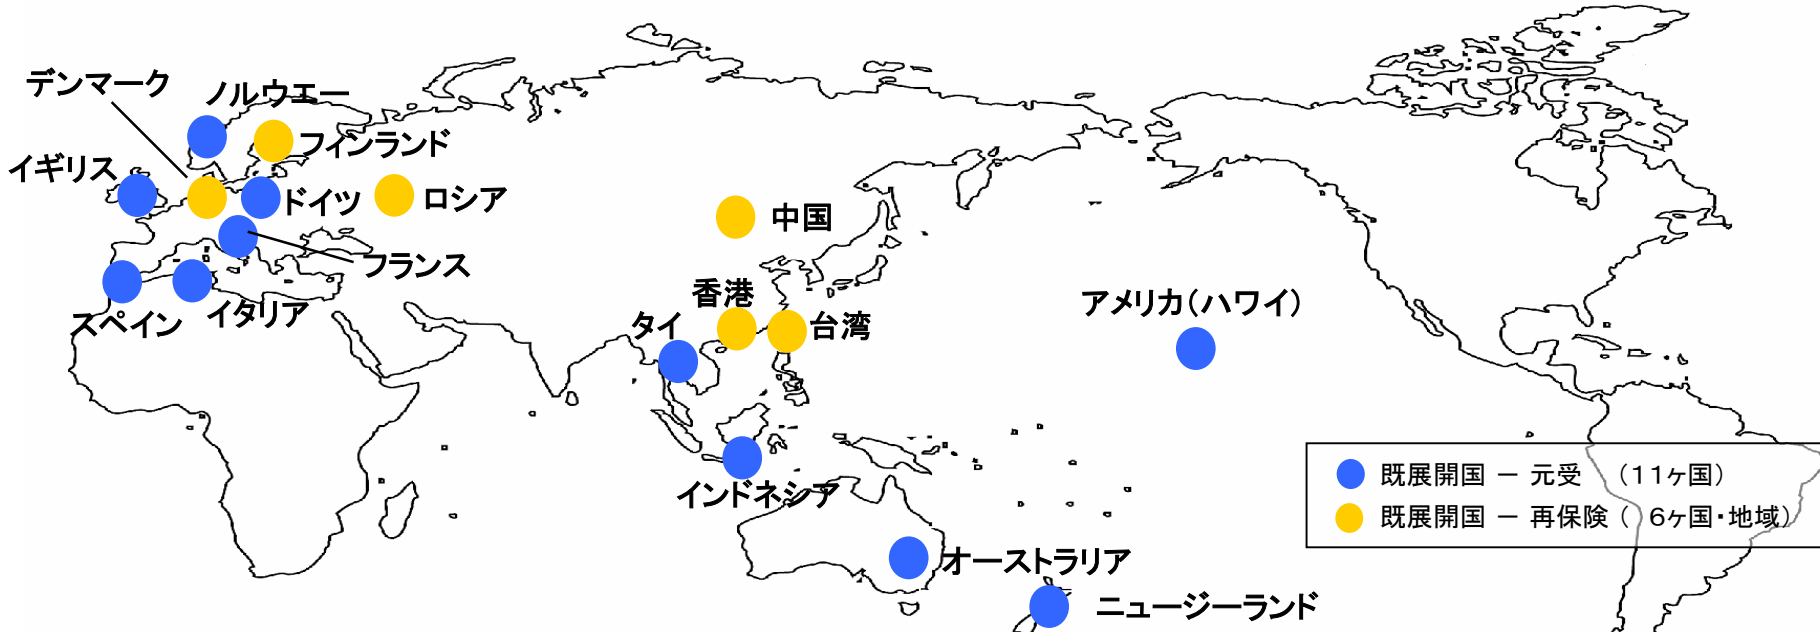 デンマーク
ノルウエー
フィンランド
イギリス
ドイツ
ロシア
中国
フランス
香港
アメリカ（ハワイ）
スペイン
イタリア
タイ
台湾
インドネシア
既展開国 － 元受 （１１ヶ国）
既展開国 － 再保険（ ６ヶ国・地域）
オーストラリア
ニュージーランド